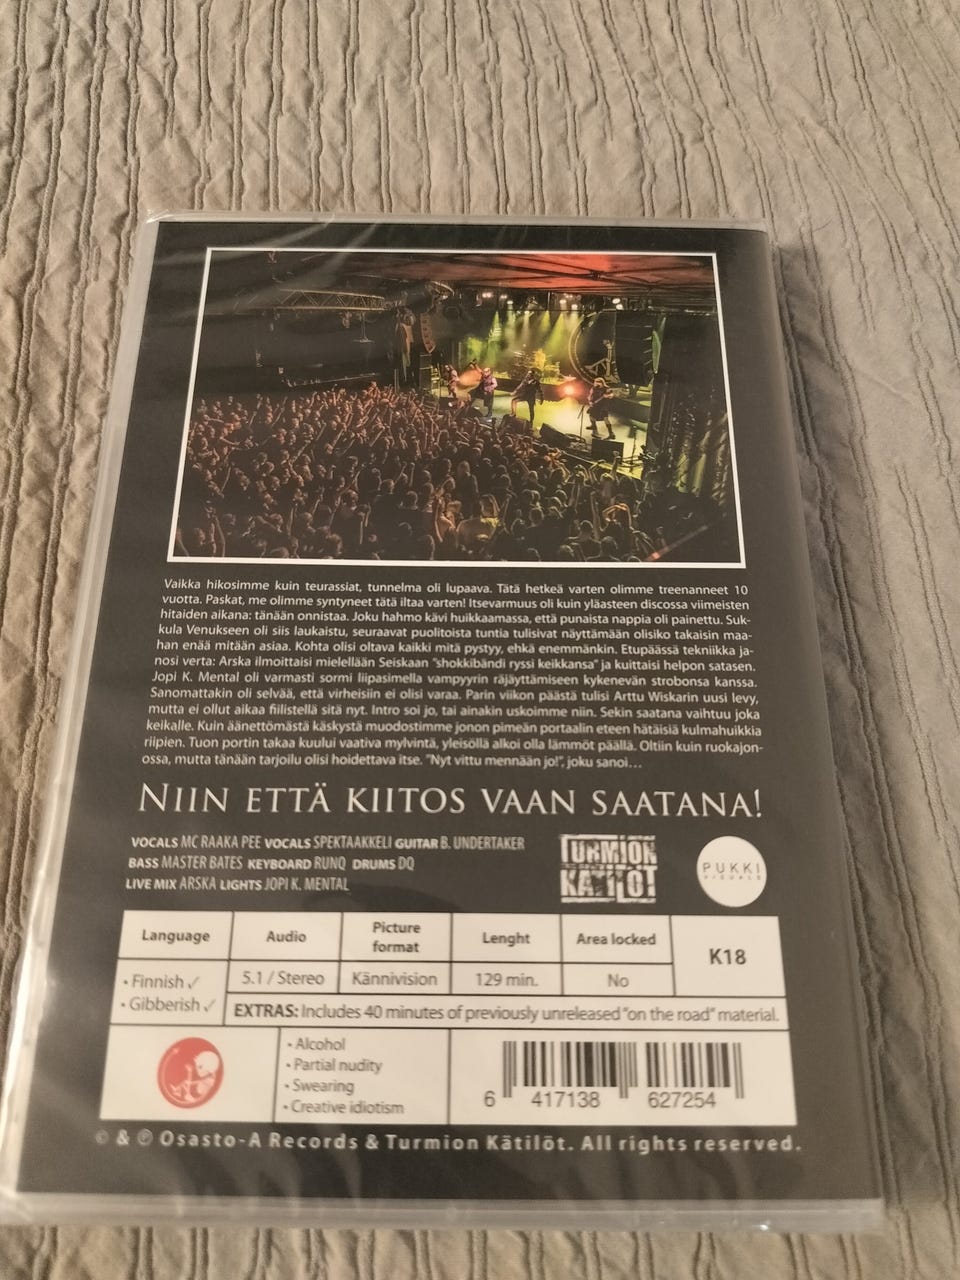 Vaikka hikosimme kuin teurassiat, tunnelma oli lupaava. Tätä hetkeä varten olimme treenanneet 10
vuotta. Paskat, me olimme syntyneet tätä iltaa varten! Itsevarmuus oli kuin yläasteen discossa viimeisten
hitaiden aikana: tänään onnistaa. Joku hahmo kävi huikkaamassa, että punaista nappia oli painettu. Suk-
kula Venukseen oli siis laukaistu, seuraavat puolitoista tuntia tulisivat näyttämään olisiko takaisin maa-
han enää mitään asiaa. Kohta olisi oltava kaikki mitä pystyy, ehkä enemmänkin. Etupäässä tekniikka ja-
nosi verta: Arska ilmoittaisi mielellään Seiskaan "shokkibändi ryssi keikkansa" ja kuittaisi helpon satasen.
Jopi K. Mental oli varmasti sormi liipasimella vampyyrin räjäyttämiseen kykenevän strobonsa kanssa.
Sanomattakin oli selvää, että virheisiin ei olisi varaa. Parin viikon päästä tulisi Arttu Wiskarin uusi levy,
mutta ei ollut aikaa fiilistellä sitä nyt. Intro soi jo, tai ainakin uskoimme niin. Sekin saatana vaihtuu joka
keikalle. Kuin äänettömästä käskystä muodostimme jonon pimeän portaalin eteen hätäisiä kulmahuikkia
riipien. Tuon portin takaa kuului vaativa mylvintä, yleisöllä alkoi olla lämmöt päällä. Oltiin kuin ruokajon-
ossa, mutta tänään tarjoilu olisi hoidettava itse. "Nyt vittu mennään jo!", joku sanoi...
NIIN ETTÄ KIITOS VAAN SAATANA!
VOCALS MC RAAKA PEE VOCALS SPEKTAAKKELI GUITAR B. UNDERTAKER
BASS MASTER BATES KEYBOARD RUNQ DRUMS DQ
LIVE MIX ARSKA LIGHTS JOPI K. MENTAL
TURMION
KÄTILÖT
PUKKI
VISUALS
Language
Audio
Picture
format
Lenght
Area locked
K18
• Finnish ✓
• Gibberish ✓
5.1 / Stereo
Kännivision
129 min.
No
EXTRAS: Includes 40 minutes of previously unreleased "on the road" material.
• Alcohol
• Partial nudity
• Swearing
• Creative idiotism
6 417138 627254
© & ℗ Osasto-A Records & Turmion Kätilöt. All rights reserved.